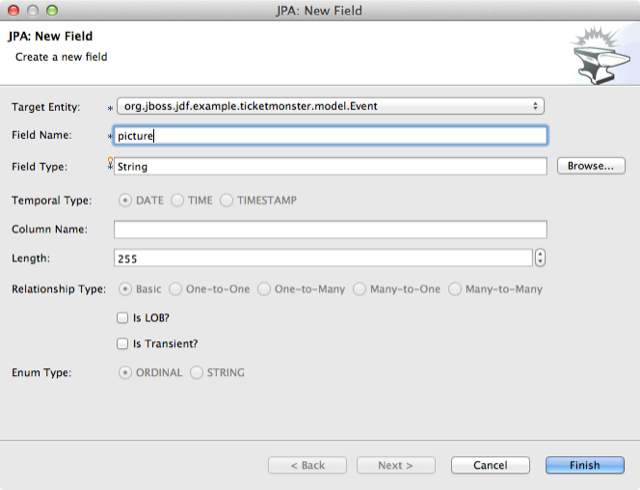 JPA: New Field
JPA: New Field
Create a new field
Target Entity: * org.jboss.jdf.example.ticketmonster.model.Event
Field Name: * picture
Field Type: * String Browse...
Temporal Type: DATE TIME TIMESTAMP
Column Name:
Length: 255
Relationship Type: Basic One-to-One One-to-Many Many-to-One Many-to-Many
Is LOB?
Is Transient?
Enum Type: ORDINAL STRING
< Back Next > Cancel Finish